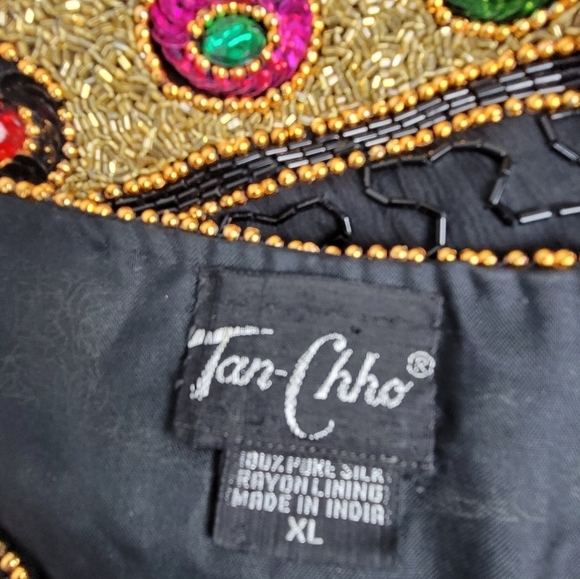 Tan-Chho®
100% PURE SILK
RAYON LINING
MADE IN INDIA
XL